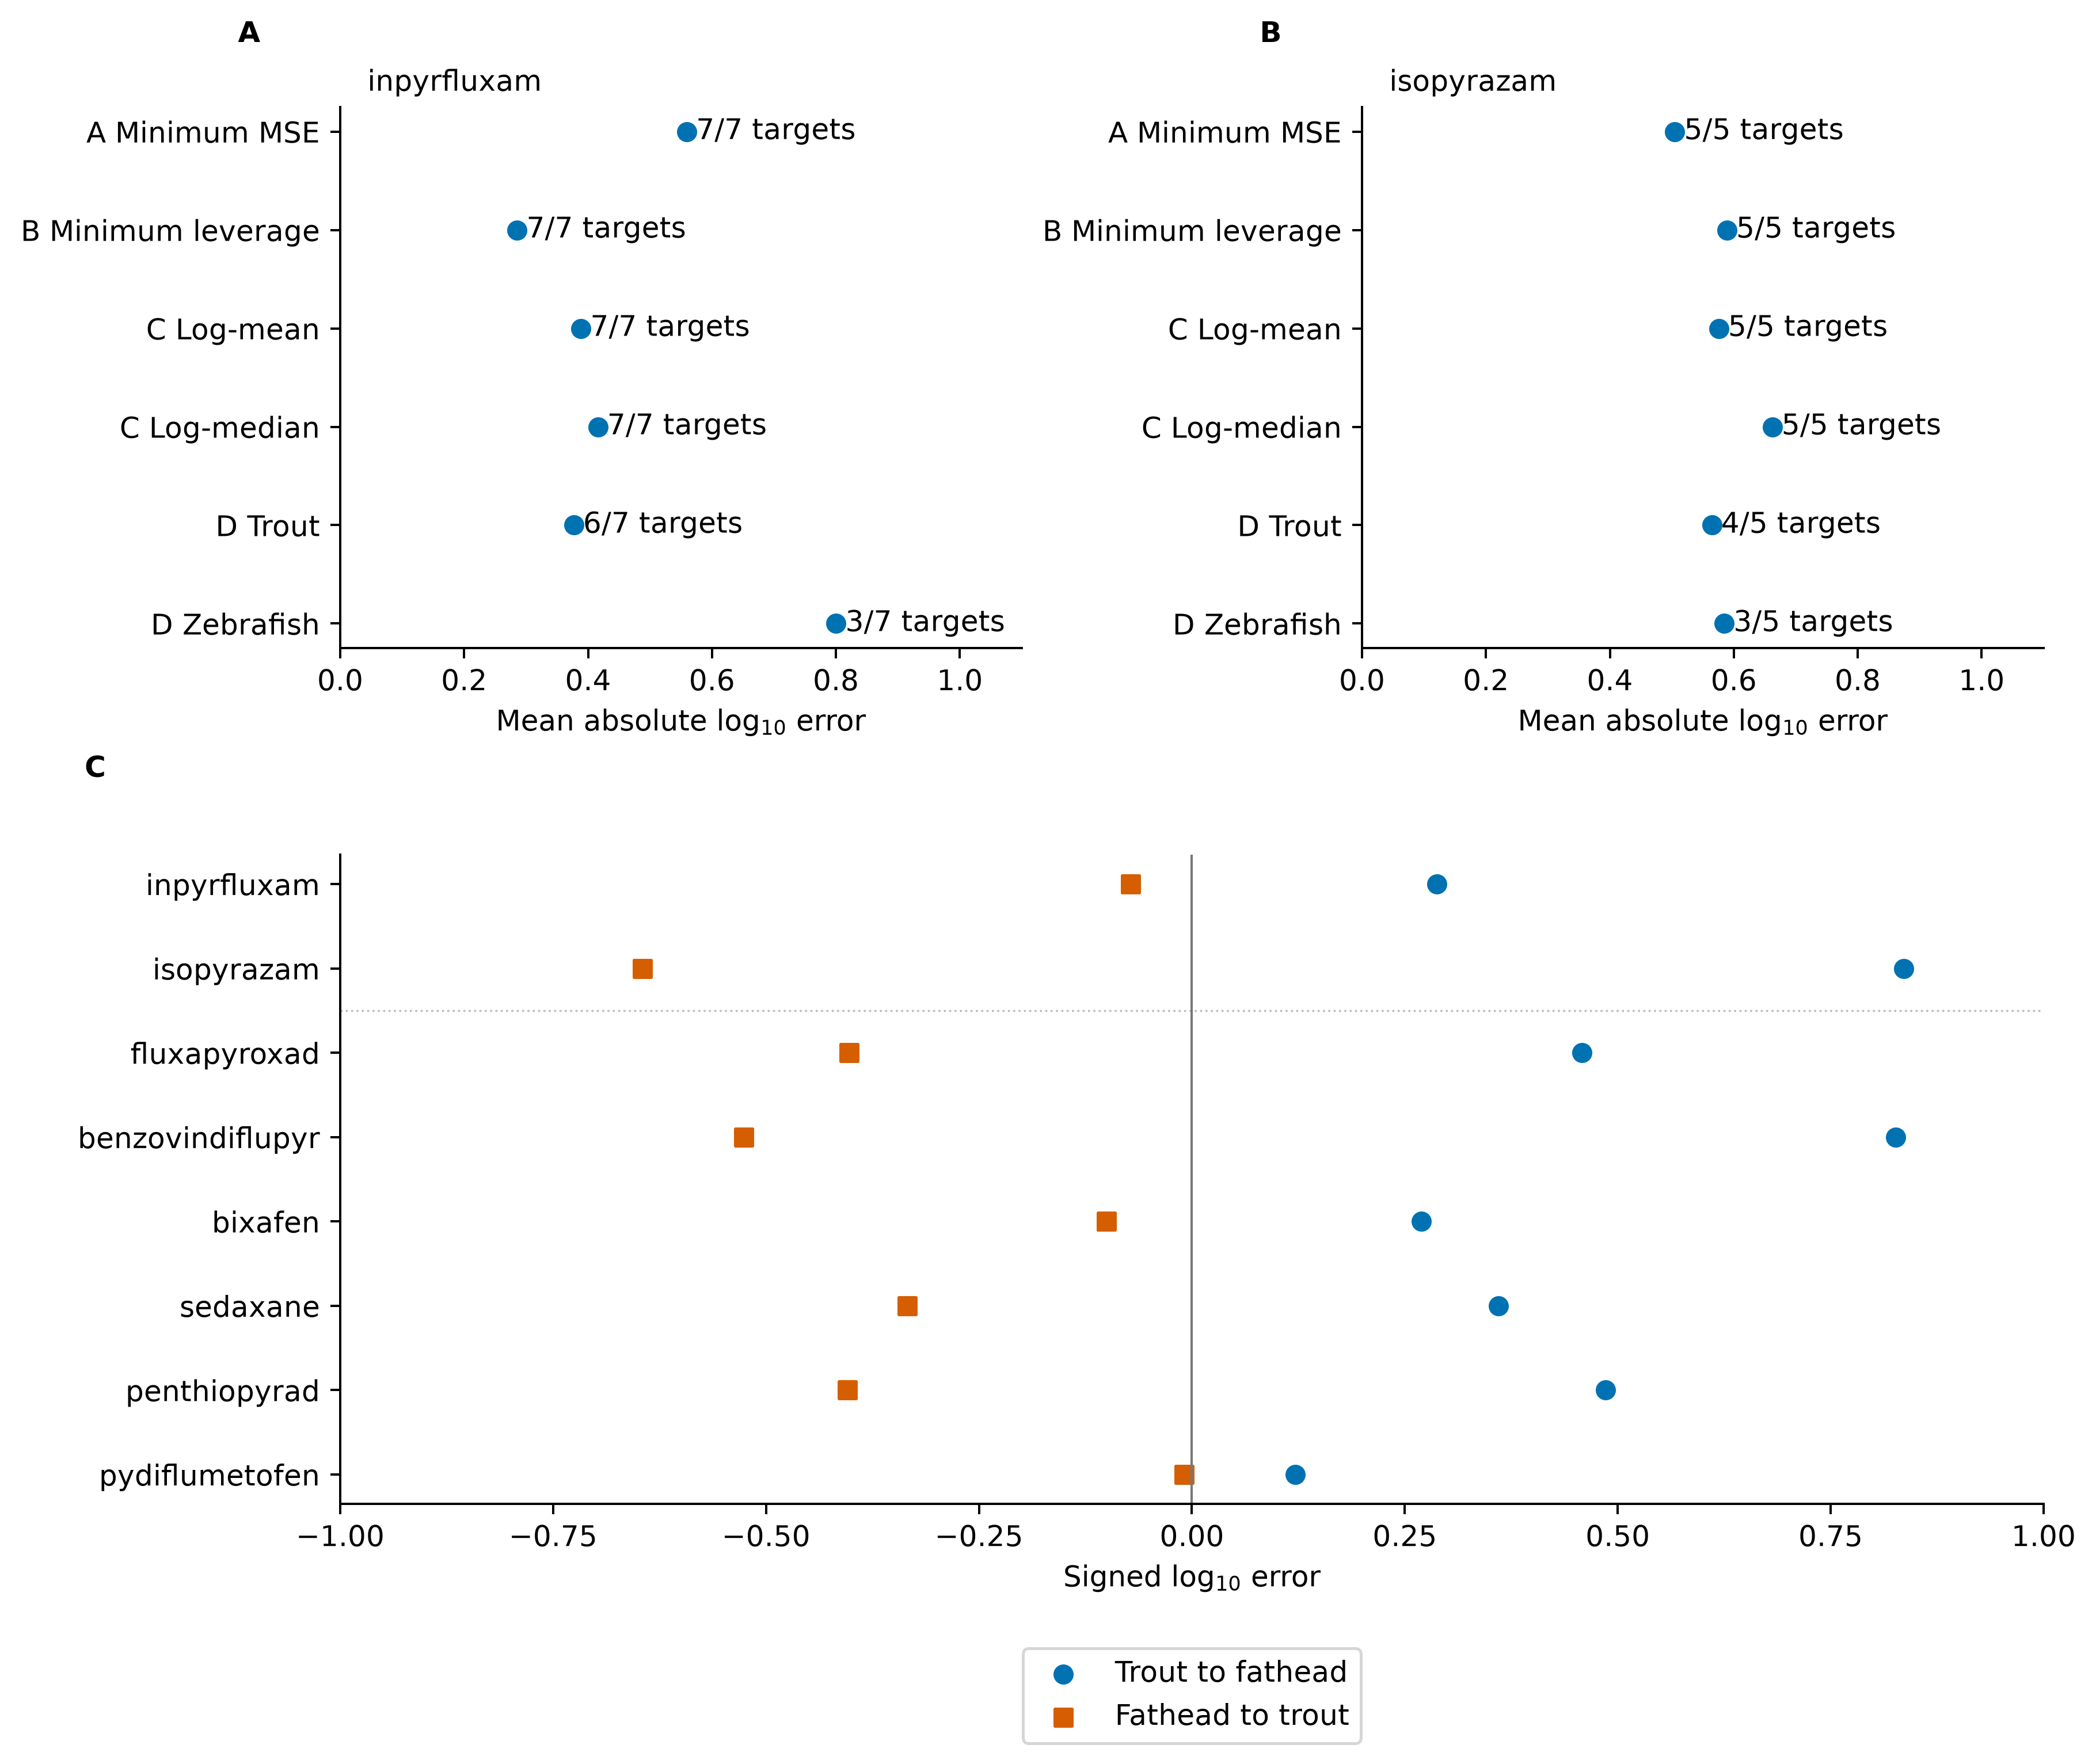 A
inpyrfluxam
A Minimum MSE
7/7 targets
B Minimum leverage
7/7 targets
C Log-mean
7/7 targets
C Log-median
7/7 targets
D Trout
6/7 targets
D Zebrafish
3/7 targets
0.0 0.2 0.4 0.6 0.8 1.0
Mean absolute log₁₀ error
B
isopyrazam
A Minimum MSE
5/5 targets
B Minimum leverage
5/5 targets
C Log-mean
5/5 targets
C Log-median
5/5 targets
D Trout
4/5 targets
D Zebrafish
3/5 targets
0.0 0.2 0.4 0.6 0.8 1.0
Mean absolute log₁₀ error
C
inpyrfluxam
isopyrazam
fluxapyroxad
benzovindiflupyr
bixafen
sedaxane
penthiopyrad
pydiflumetofen
−1.00 −0.75 −0.50 −0.25 0.00 0.25 0.50 0.75 1.00
Signed log₁₀ error
Trout to fathead
Fathead to trout